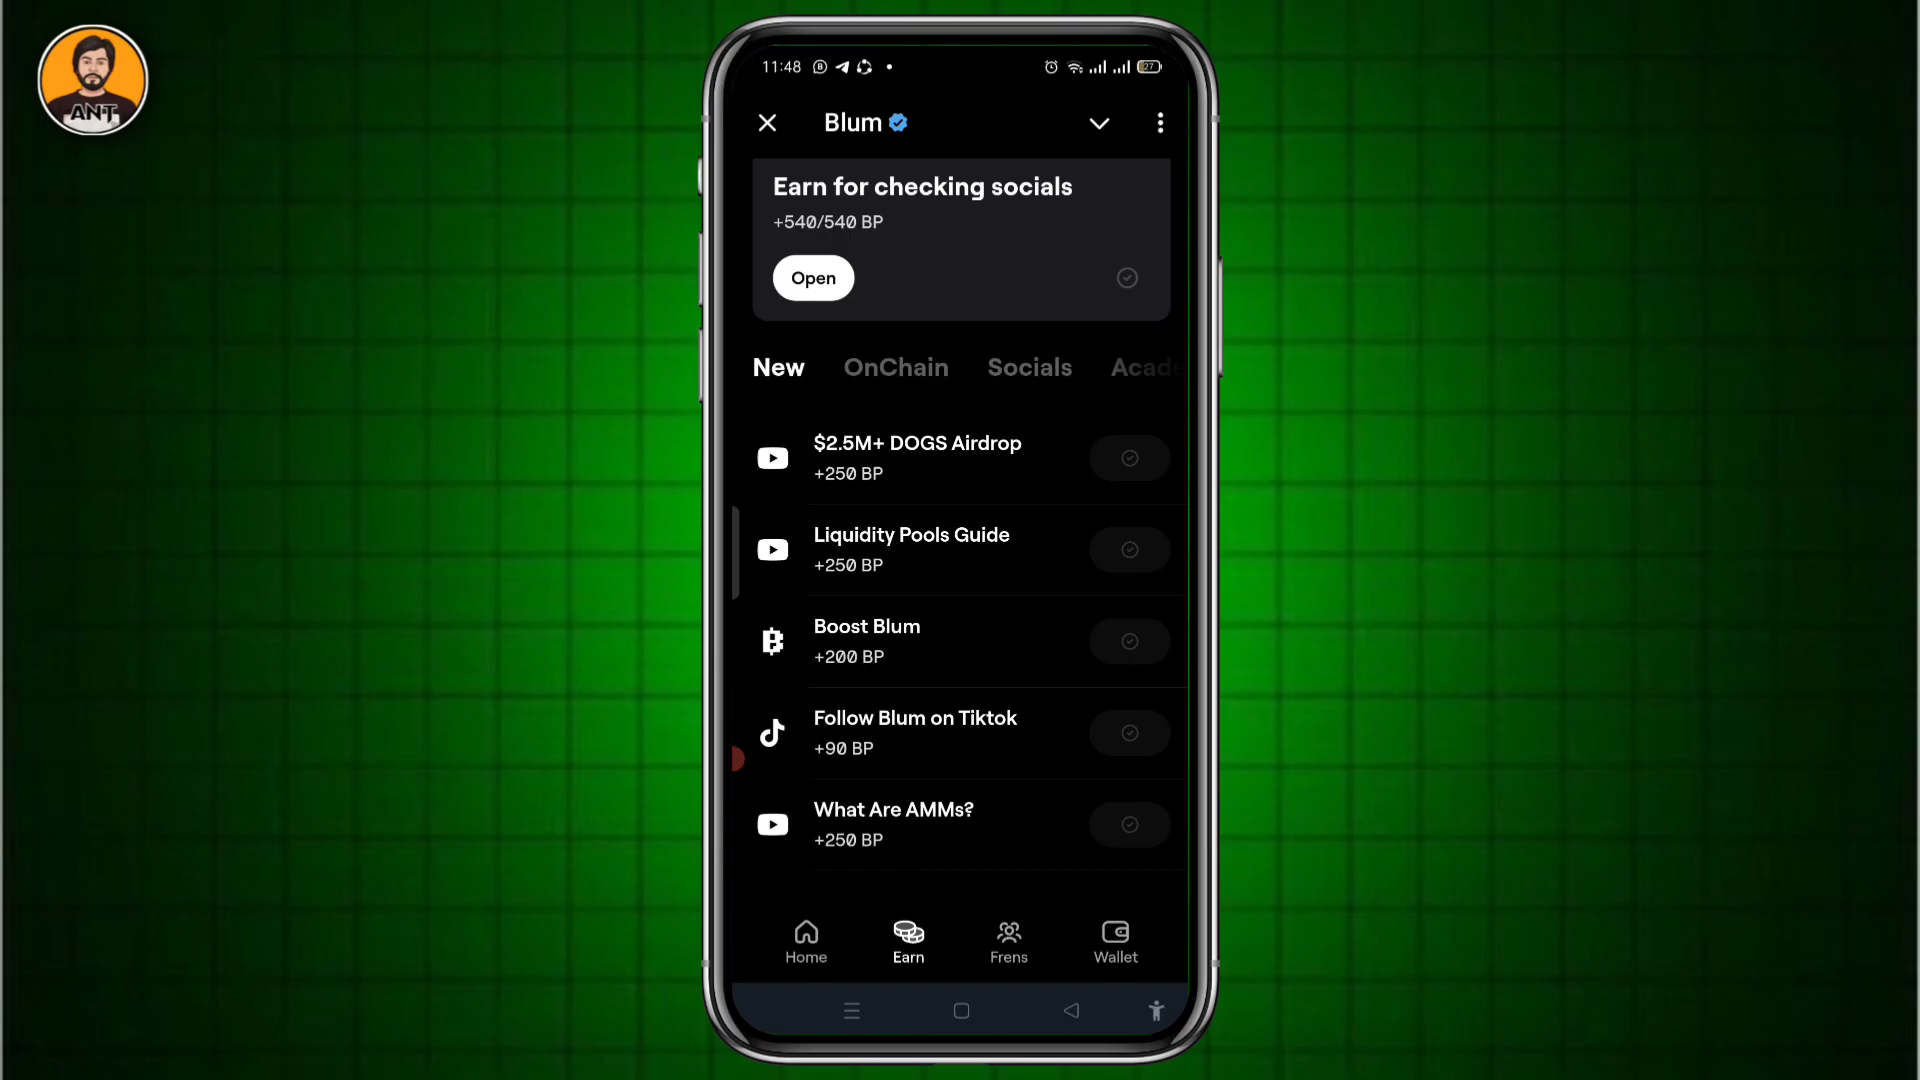 ANT
11:48
27
Blum
Earn for checking socials
+540/540 BP
Open
New OnChain Socials Acade
$2.5M+ DOGS Airdrop
+250 BP
Liquidity Pools Guide
+250 BP
Boost Blum
+200 BP
Follow Blum on Tiktok
+90 BP
What Are AMMs?
+250 BP
Home Earn Frens Wallet